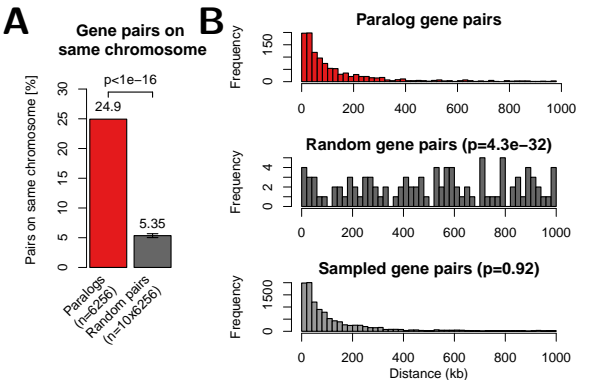 A
Gene pairs on
same chromosome
Pairs on same chromosome [%]
0
5
10
15
20
25
30
p<1e−16
24.9
5.35
Paralogs
(n=6256)
Random pairs
(n=10x6256)
B
Paralog gene pairs
Frequency
0
150
0
200
400
600
800
1000
Random gene pairs (p=4.3e−32)
Frequency
0
2
4
0
200
400
600
800
1000
Sampled gene pairs (p=0.92)
Frequency
0
1500
0
200
400
600
800
1000
Distance (kb)